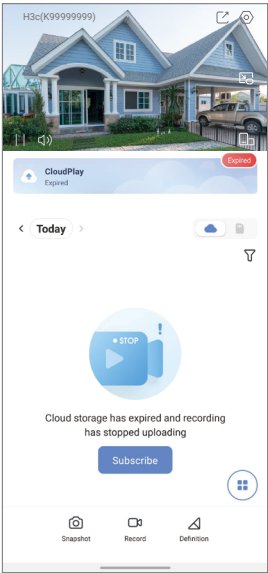 H3c(K99999999)
Expired
CloudPlay
Expired
Today
STOP
Cloud storage has expired and recording
has stopped uploading
Subscribe
Snapshot
Record
Definition